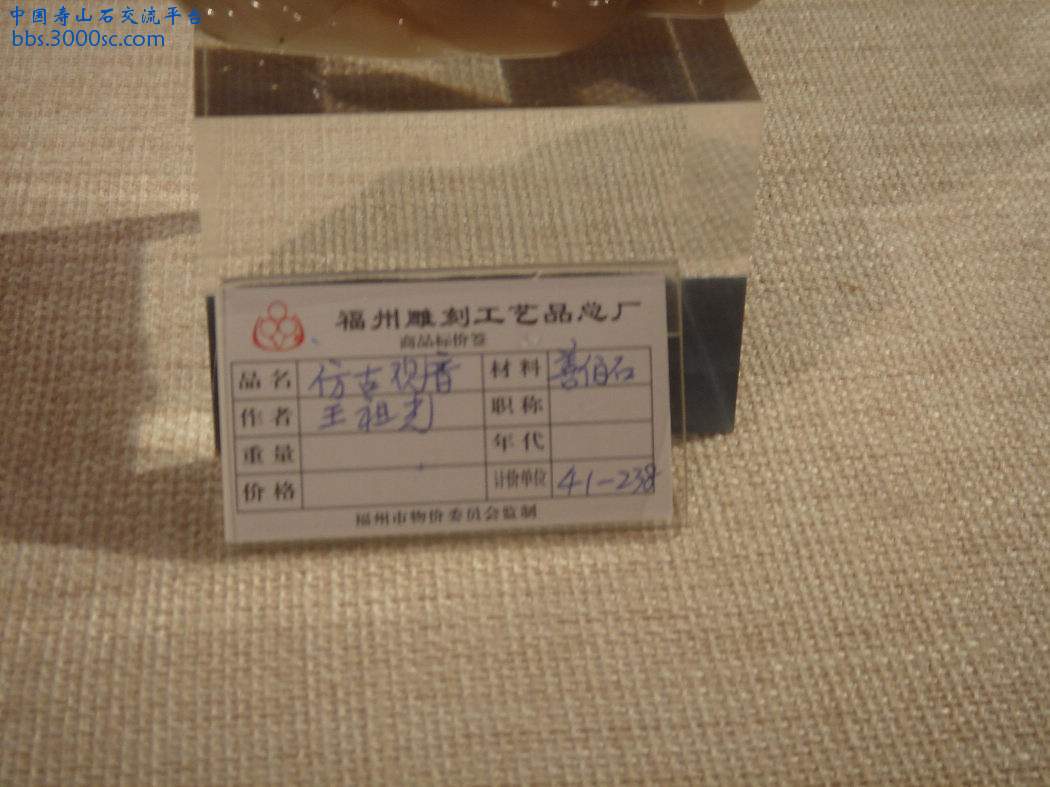 中国寿山石交流平台
bbs.3000sc.com
福州雕刻工艺品总厂
商品标价签
品名 仿古观音 材料 善伯石
作者 王祖光 职称
重量 年代
价格 计价单位 41-238
福州市物价委员会监制